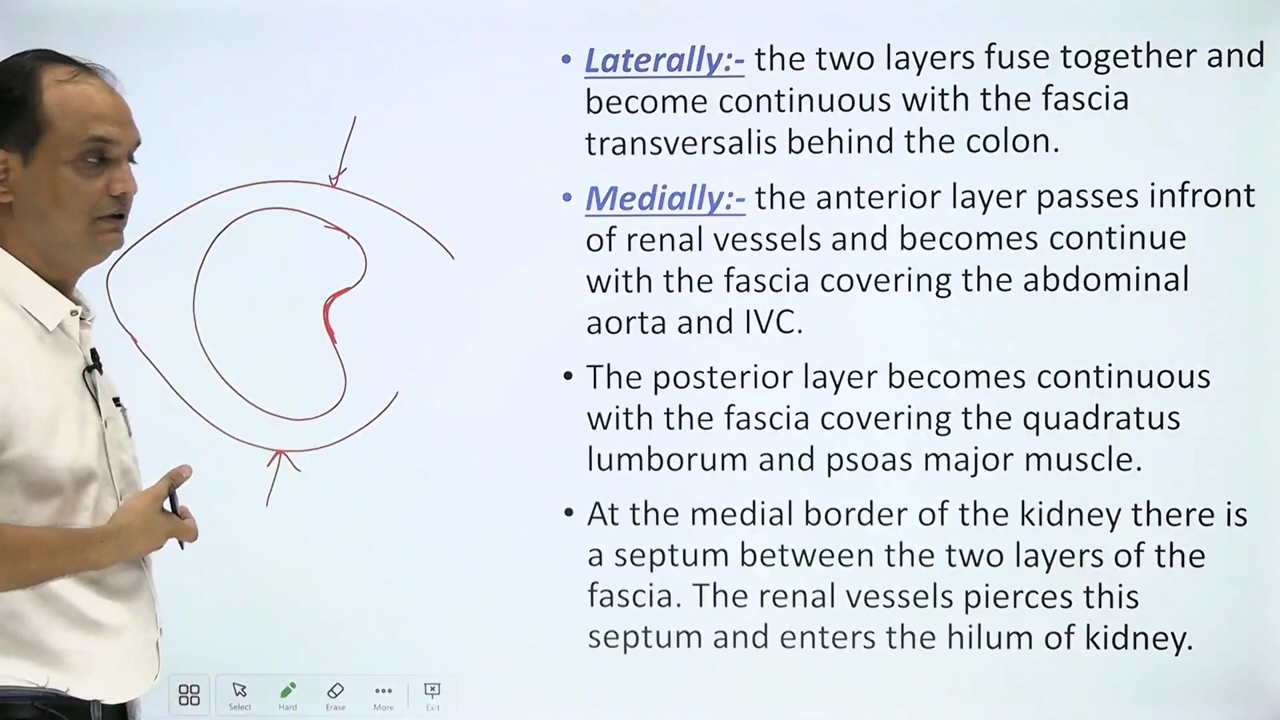 • Laterally:- the two layers fuse together and
become continuous with the fascia
transversalis behind the colon.
• Medially:- the anterior layer passes infront
of renal vessels and becomes continue
with the fascia covering the abdominal
aorta and IVC.
• The posterior layer becomes continuous
with the fascia covering the quadratus
lumborum and psoas major muscle.
• At the medial border of the kidney there is
a septum between the two layers of the
fascia. The renal vessels pierces this
septum and enters the hilum of kidney.
Select Hard Erase More Exit